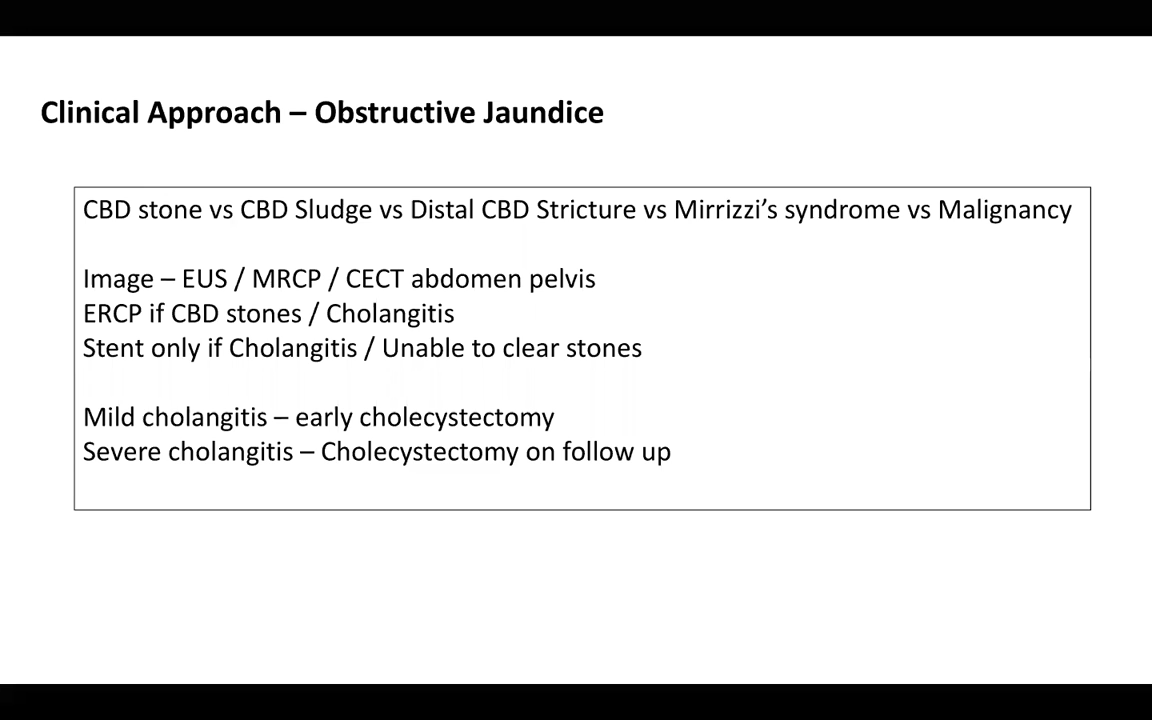 Clinical Approach – Obstructive Jaundice
CBD stone vs CBD Sludge vs Distal CBD Stricture vs Mirrizzi’s syndrome vs Malignancy
Image – EUS / MRCP / CECT abdomen pelvis
ERCP if CBD stones / Cholangitis
Stent only if Cholangitis / Unable to clear stones
Mild cholangitis – early cholecystectomy
Severe cholangitis – Cholecystectomy on follow up